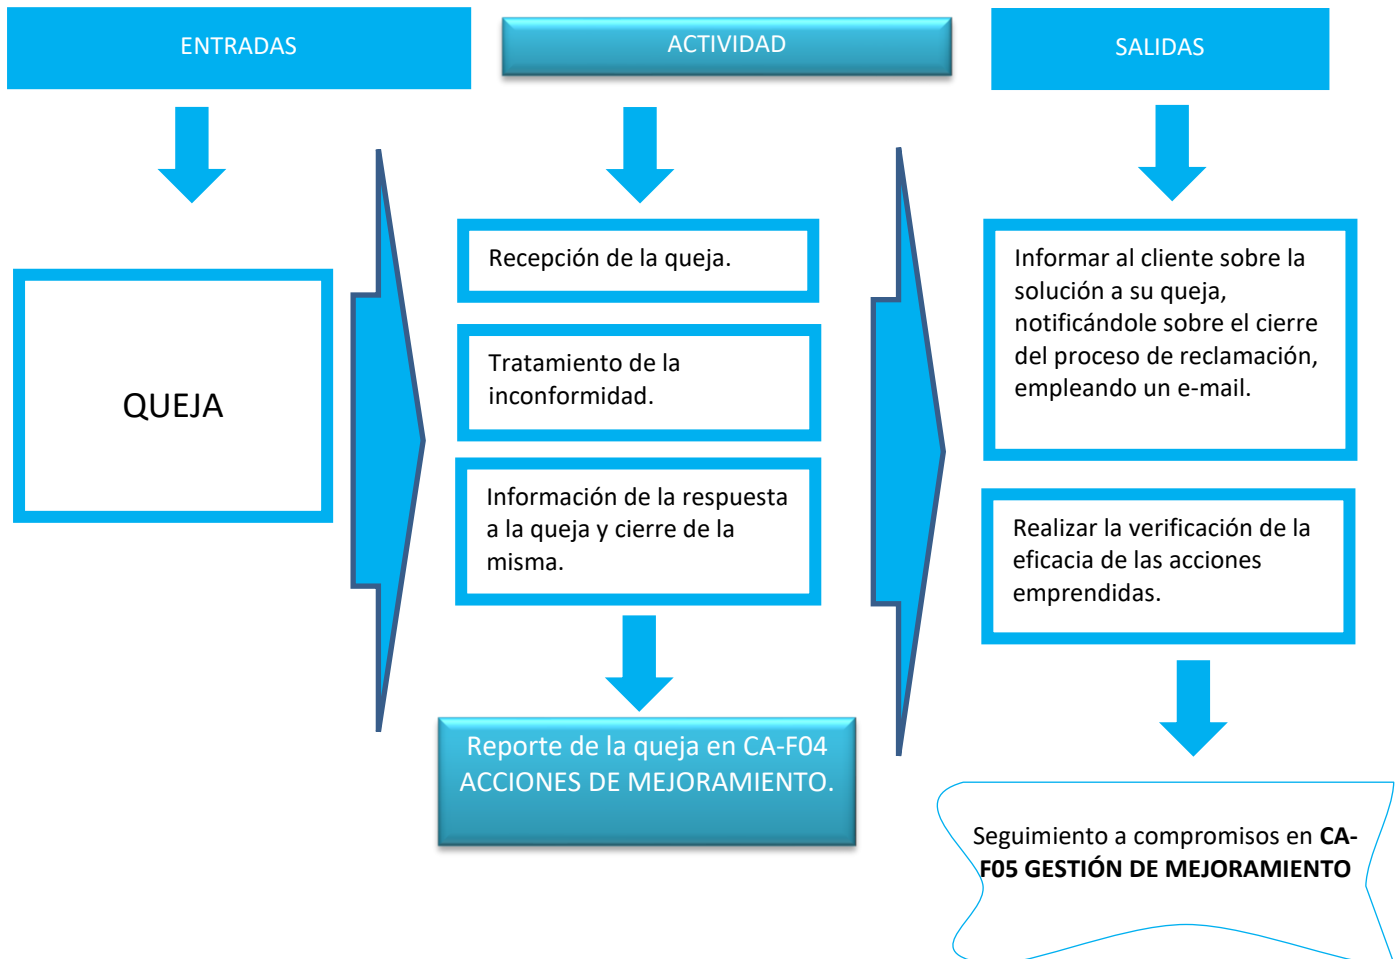 ENTRADAS
ACTIVIDAD
SALIDAS
QUEJA
Recepción de la queja.
Tratamiento de la
inconformidad.
Información de la respuesta
a la queja y cierre de la
misma.
Reporte de la queja en CA-F04
ACCIONES DE MEJORAMIENTO.
Informar al cliente sobre la
solución a su queja,
notificándole sobre el cierre
del proceso de reclamación,
empleando un e-mail.
Realizar la verificación de la
eficacia de las acciones
emprendidas.
Seguimiento a compromisos en CA-
F05 GESTIÓN DE MEJORAMIENTO